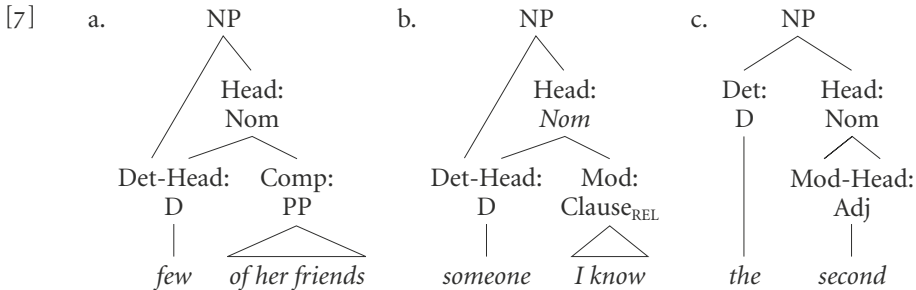 [7] a. NP b. NP c. NP
Head: Head: Det: Head:
Nom Nom D Nom
Det-Head: Comp: Det-Head: Mod: Mod-Head:
D PP D Clause_REL Adj
few of her friends someone I know the second